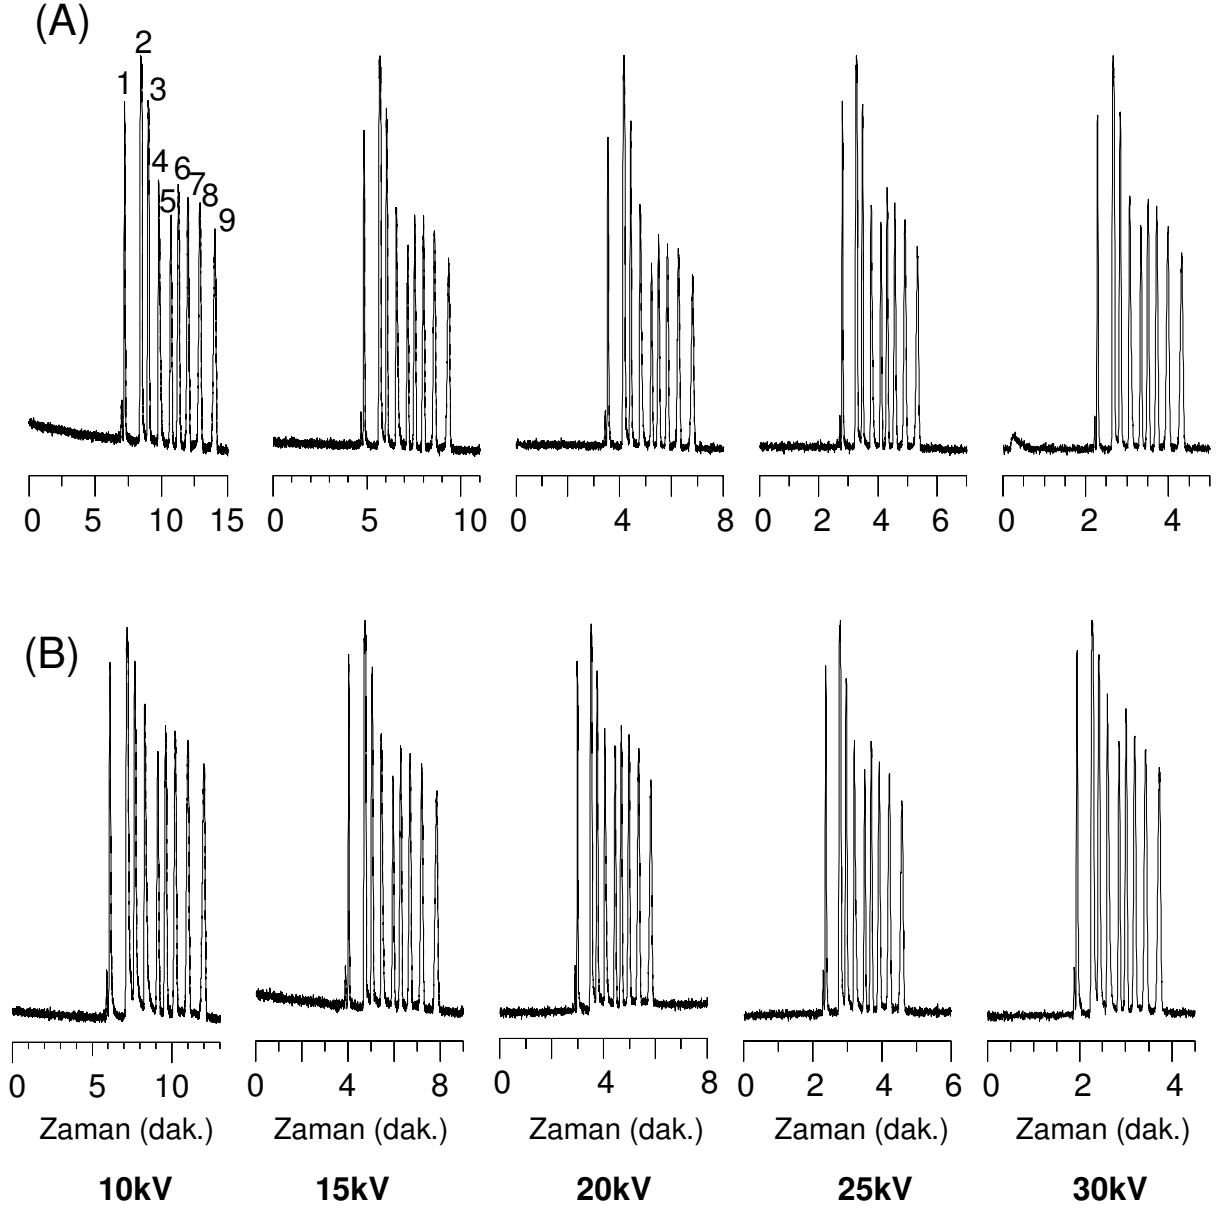 (A)
1 2 3 4 5 6 7 8 9
0 5 10 15 0 5 10 0 4 8 0 2 4 6 0 2 4
(B)
0 5 10 0 4 8 0 4 8 0 2 4 6 0 2 4
Zaman (dak.) Zaman (dak.) Zaman (dak.) Zaman (dak.) Zaman (dak.)
10kV 15kV 20kV 25kV 30kV